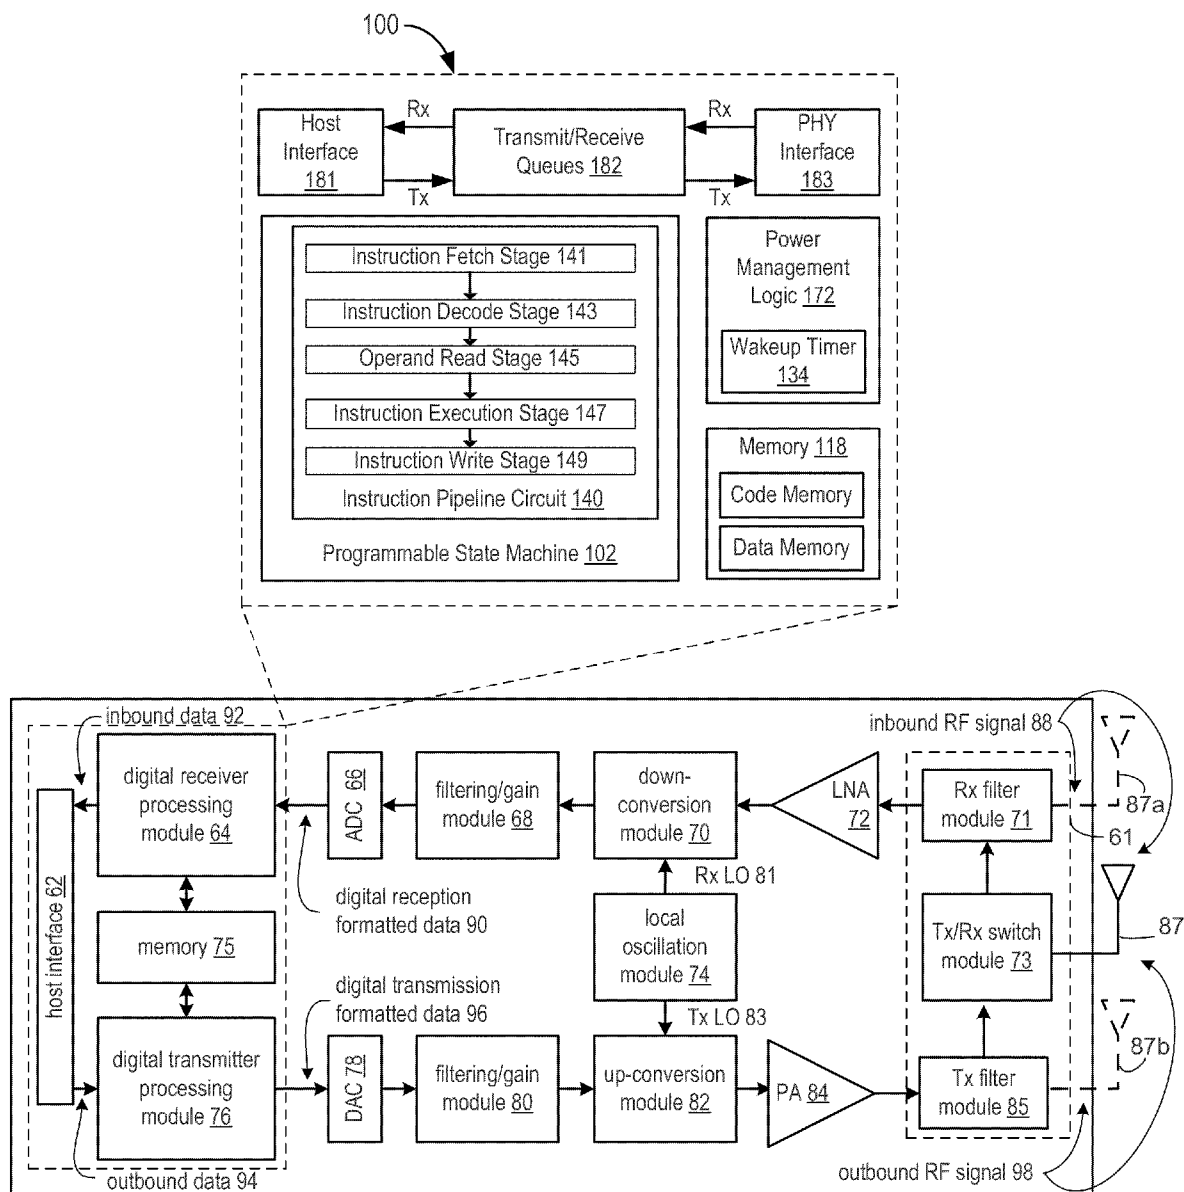 100
Host
Interface
181
Rx
Tx
Transmit/Receive
Queues 182
Rx
Tx
PHY
Interface
183
Instruction Fetch Stage 141
Instruction Decode Stage 143
Operand Read Stage 145
Instruction Execution Stage 147
Instruction Write Stage 149
Instruction Pipeline Circuit 140
Programmable State Machine 102
Power
Management
Logic 172
Wakeup Timer
134
Memory 118
Code Memory
Data Memory
inbound data 92
host interface 62
digital receiver
processing
module 64
memory 75
digital transmitter
processing
module 76
outbound data 94
ADC 66
digital reception
formatted data 90
digital transmission
formatted data 96
DAC 78
filtering/gain
module 68
filtering/gain
module 80
down-
conversion
module 70
Rx LO 81
local
oscillation
module 74
Tx LO 83
up-conversion
module 82
LNA
72
PA 84
inbound RF signal 88
Rx filter
module 71
Tx/Rx switch
module 73
Tx filter
module 85
outbound RF signal 98
87a
61
87
87b